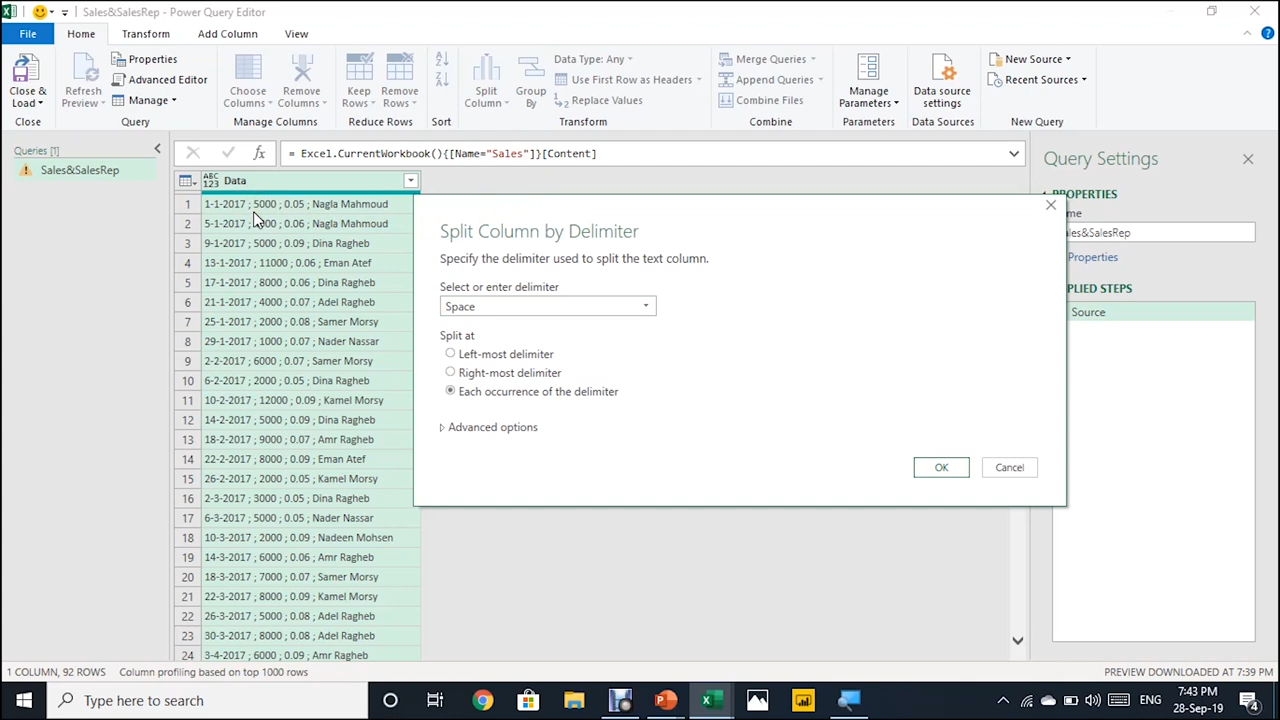 Sales&SalesRep - Power Query Editor
File
Home
Transform
Add Column
View
Close &
Load
Close
Refresh
Preview
Properties
Advanced Editor
Manage
Query
Choose
Columns
Remove
Columns
Manage Columns
Keep
Rows
Remove
Rows
Reduce Rows
Sort
Split
Column
Group
By
Data Type: Any
Use First Row as Headers
Replace Values
Transform
Merge Queries
Append Queries
Combine Files
Combine
Manage
Parameters
Parameters
Data source
settings
Data Sources
New Source
Recent Sources
New Query
Queries [1]
Sales&SalesRep
= Excel.CurrentWorkbook(){[Name="Sales"]}[Content]
ABC
123
Data
1 1-1-2017 ; 5000 ; 0.05 ; Nagla Mahmoud
2 5-1-2017 ; 000 ; 0.06 ; Nagla Mahmoud
3 9-1-2017 ; 5000 ; 0.09 ; Dina Ragheb
4 13-1-2017 ; 11000 ; 0.06 ; Eman Atef
5 17-1-2017 ; 8000 ; 0.06 ; Dina Ragheb
6 21-1-2017 ; 4000 ; 0.07 ; Adel Ragheb
7 25-1-2017 ; 2000 ; 0.08 ; Samer Morsy
8 29-1-2017 ; 1000 ; 0.07 ; Nader Nassar
9 2-2-2017 ; 6000 ; 0.07 ; Samer Morsy
10 6-2-2017 ; 2000 ; 0.05 ; Dina Ragheb
11 10-2-2017 ; 12000 ; 0.09 ; Kamel Morsy
12 14-2-2017 ; 5000 ; 0.09 ; Dina Ragheb
13 18-2-2017 ; 9000 ; 0.07 ; Amr Ragheb
14 22-2-2017 ; 8000 ; 0.09 ; Eman Atef
15 26-2-2017 ; 2000 ; 0.05 ; Kamel Morsy
16 2-3-2017 ; 3000 ; 0.05 ; Dina Ragheb
17 6-3-2017 ; 5000 ; 0.05 ; Nader Nassar
18 10-3-2017 ; 2000 ; 0.09 ; Nadeen Mohsen
19 14-3-2017 ; 6000 ; 0.06 ; Amr Ragheb
20 18-3-2017 ; 7000 ; 0.07 ; Samer Morsy
21 22-3-2017 ; 8000 ; 0.09 ; Kamel Morsy
22 26-3-2017 ; 5000 ; 0.08 ; Adel Ragheb
23 30-3-2017 ; 8000 ; 0.08 ; Adel Ragheb
24 3-4-2017 ; 6000 ; 0.09 ; Amr Ragheb
Split Column by Delimiter
Specify the delimiter used to split the text column.
Select or enter delimiter
Space
Split at
Left-most delimiter
Right-most delimiter
Each occurrence of the delimiter
Advanced options
OK
Cancel
Query Settings
PROPERTIES
me
ales&SalesRep
Properties
PLIED STEPS
Source
1 COLUMN, 92 ROWS
Column profiling based on top 1000 rows
PREVIEW DOWNLOADED AT 7:39 PM
Type here to search
ENG
7:43 PM
28-Sep-19
4